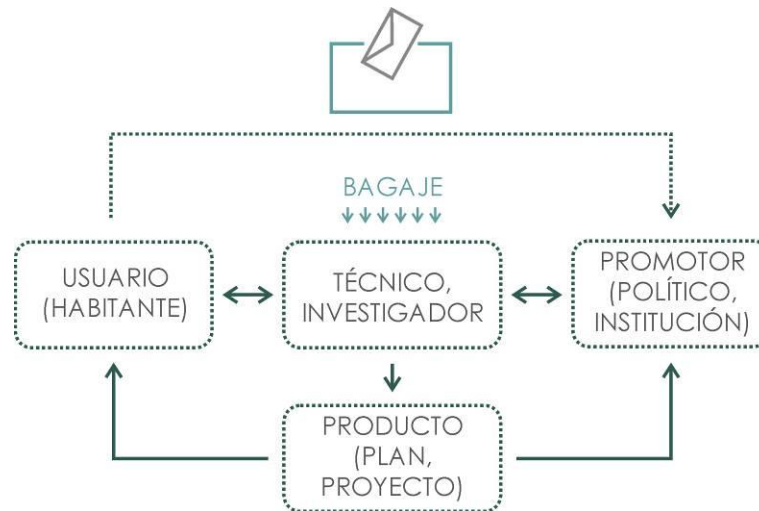 BAGAJE
USUARIO
(HABITANTE)
TÉCNICO,
INVESTIGADOR
PROMOTOR
(POLÍTICO,
INSTITUCIÓN)
PRODUCTO
(PLAN,
PROYECTO)